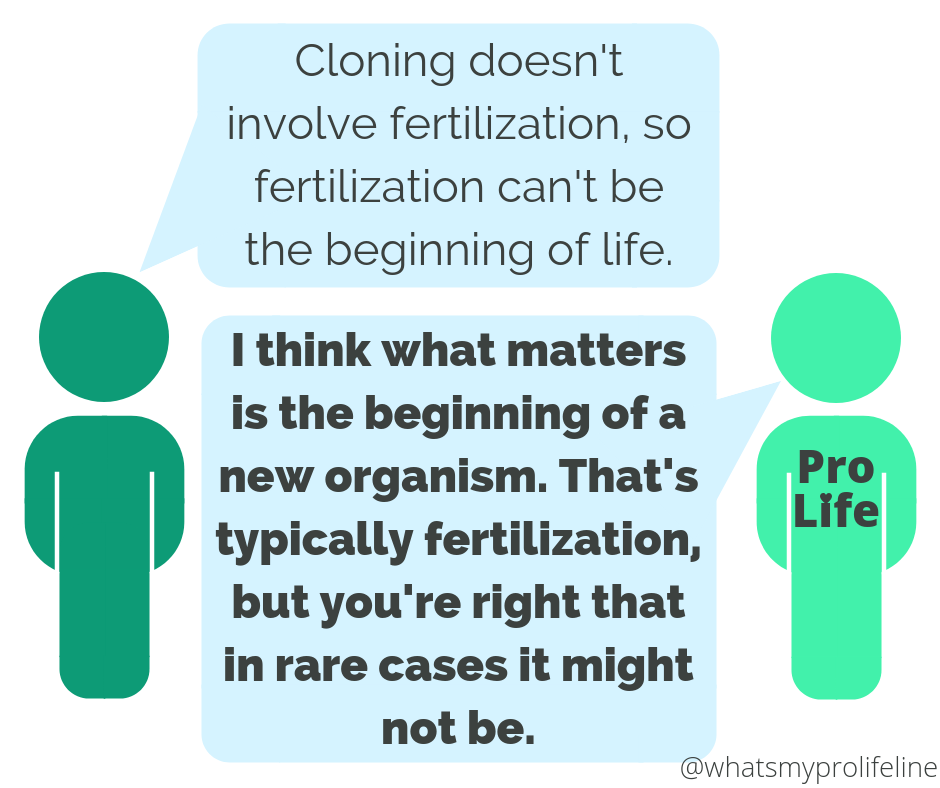 Cloning doesn't
involve fertilization, so
fertilization can't be
the beginning of life.
I think what matters
is the beginning of a
new organism. That's
typically fertilization,
but you're right that
in rare cases it might
not be.
Pro
Life
@whatsmyprolifeline